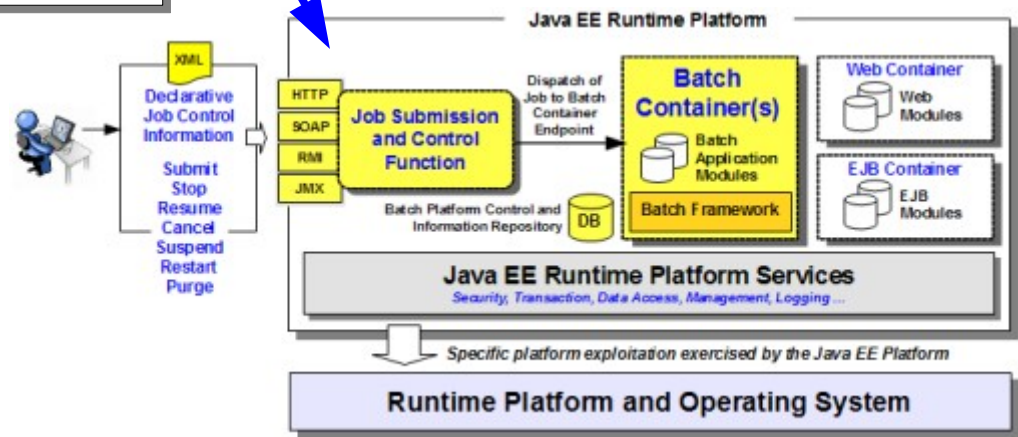 Java EE Runtime Platform
XML
Declarative
Job Control
Information
Submit
Stop
Resume
Cancel
Suspend
Restart
Purge
HTTP
SOAP
RMI
JMX
Job Submission
and Control
Function
Dispatch of
Job to Batch
Container
Endpoint
Batch Platform Control and
Information Repository
DB
Batch
Container(s)
Batch
Application
Modules
Batch Framework
Web Container
Web
Modules
EJB Container
EJB
Modules
Java EE Runtime Platform Services
Security, Transaction, Data Access, Management, Logging ...
Specific platform exploitation exercised by the Java EE Platform
Runtime Platform and Operating System